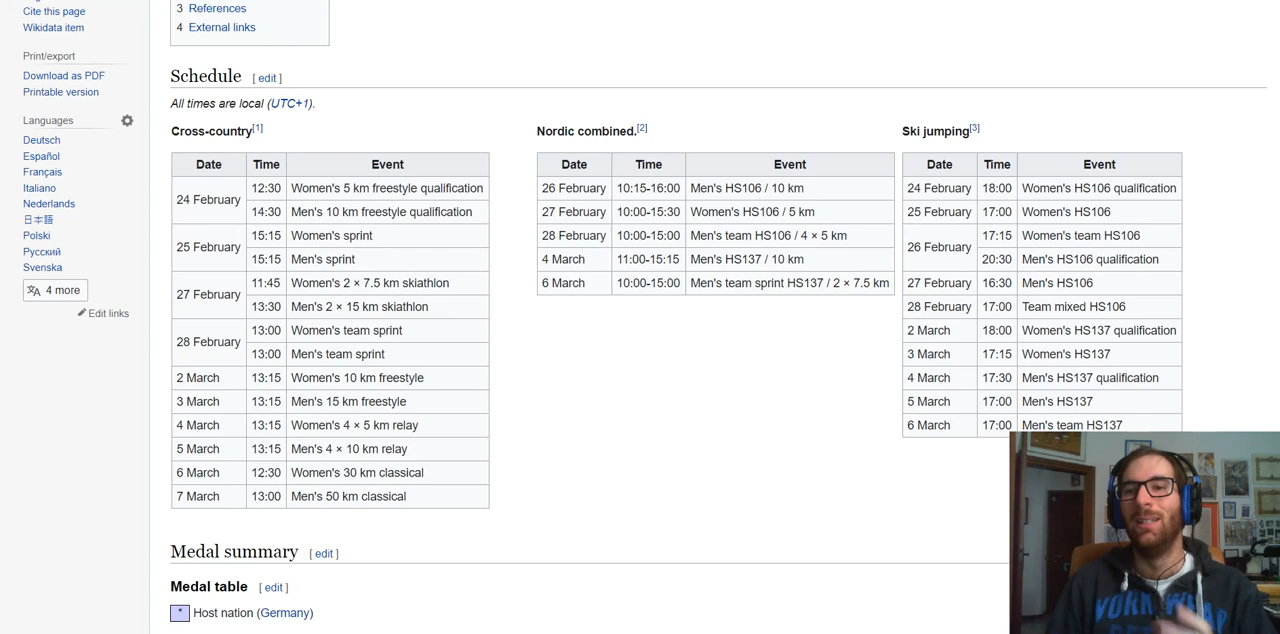 Cite this page
Wikidata item
Print/export
Download as PDF
Printable version
Languages
Deutsch
Español
Français
Italiano
Nederlands
日本語
Polski
Русский
Svenska
4 more
Edit links
3 References
4 External links
Schedule [ edit ]
All times are local (UTC+1).
Cross-country[1]
Date Time Event
24 February 12:30 Women's 5 km freestyle qualification
14:30 Men's 10 km freestyle qualification
25 February 15:15 Women's sprint
15:15 Men's sprint
27 February 11:45 Women's 2 × 7.5 km skiathlon
13:30 Men's 2 × 15 km skiathlon
28 February 13:00 Women's team sprint
13:00 Men's team sprint
2 March 13:15 Women's 10 km freestyle
3 March 13:15 Men's 15 km freestyle
4 March 13:15 Women's 4 × 5 km relay
5 March 13:15 Men's 4 × 10 km relay
6 March 12:30 Women's 30 km classical
7 March 13:00 Men's 50 km classical
Nordic combined.[2]
Date Time Event
26 February 10:15-16:00 Men's HS106 / 10 km
27 February 10:00-15:30 Women's HS106 / 5 km
28 February 10:00-15:00 Men's team HS106 / 4 × 5 km
4 March 11:00-15:15 Men's HS137 / 10 km
6 March 10:00-15:00 Men's team sprint HS137 / 2 × 7.5 km
Ski jumping[3]
Date Time Event
24 February 18:00 Women's HS106 qualification
25 February 17:00 Women's HS106
26 February 17:15 Women's team HS106
20:30 Men's HS106 qualification
27 February 16:30 Men's HS106
28 February 17:00 Team mixed HS106
2 March 18:00 Women's HS137 qualification
3 March 17:15 Women's HS137
4 March 17:30 Men's HS137 qualification
5 March 17:00 Men's HS137
6 March 17:00 Men's team HS137
Medal summary [ edit ]
Medal table [ edit ]
* Host nation (Germany)
WORK WEAR